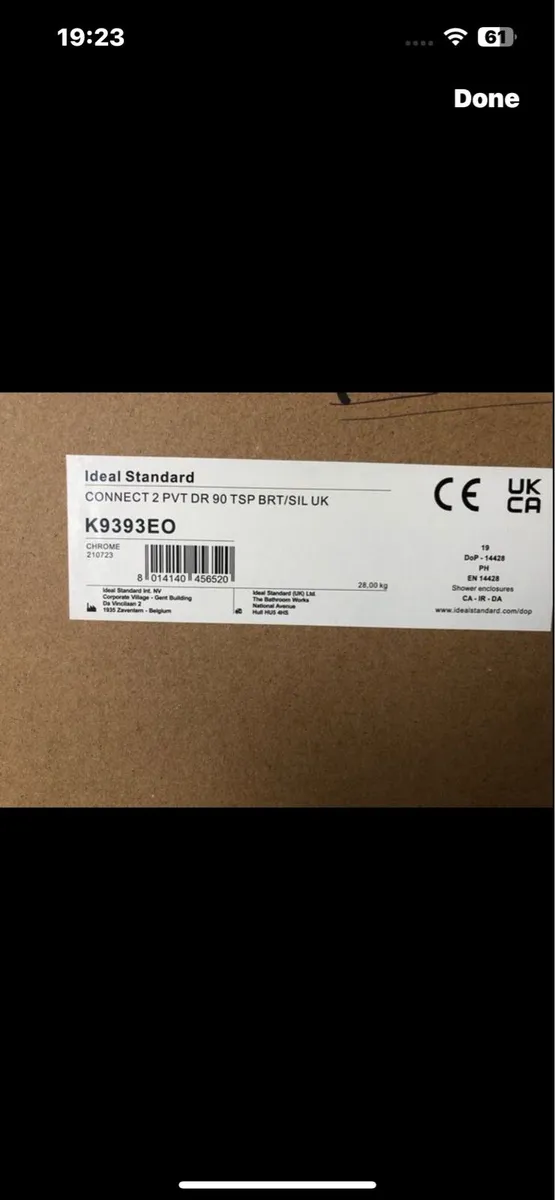 19:23
61
Done
Ideal Standard
CONNECT 2 PVT DR 90 TSP BRT/SIL UK
K9393EO
CHROME
210723
8 014140 456520
28,00 kg
Ideal Standard Int. NV
Corporate Village - Gent Building
Da Vincilaan 2
1935 Zaventem - Belgium
Ideal Standard (UK) Ltd.
The Bathroom Works
National Avenue
Hull HU5 4HS
CE
UK
CA
19
DoP - 14428
PH
EN 14428
Shower enclosures
CA - IR - DA
www.idealstandard.com/dop